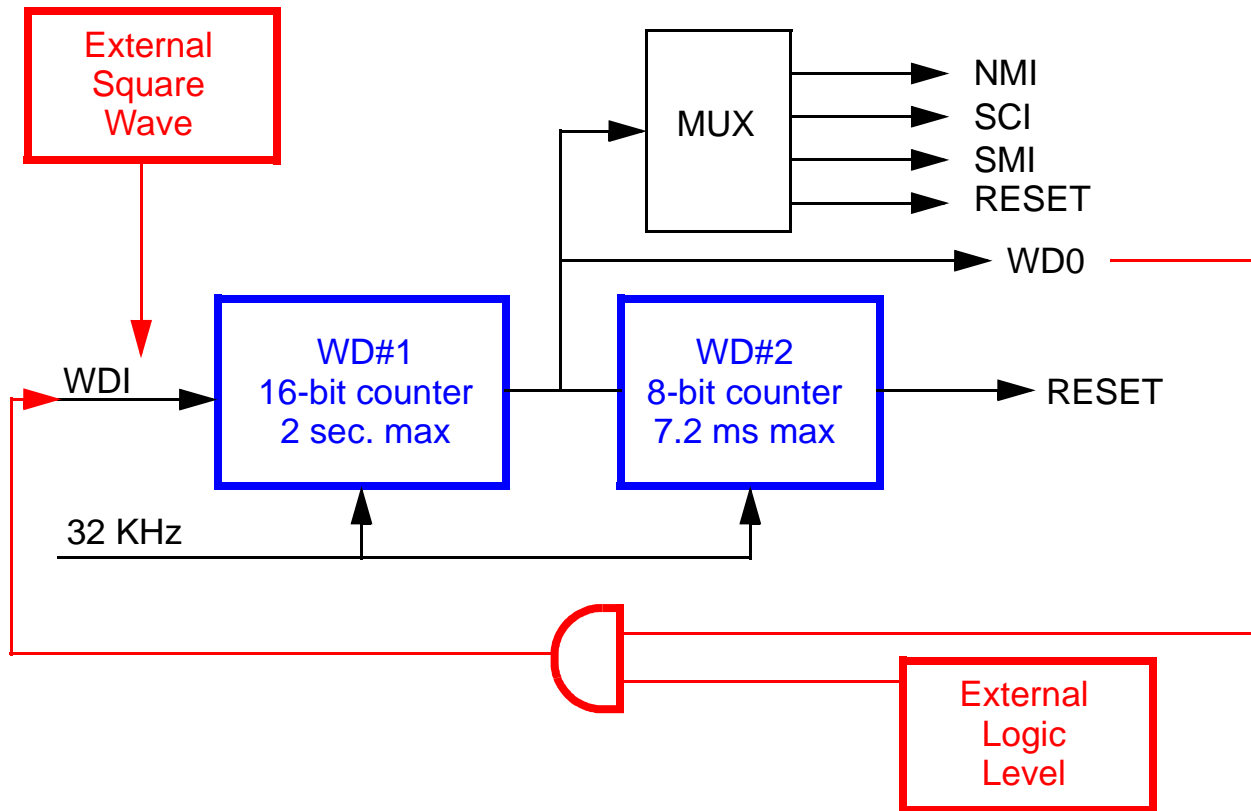 External
Square
Wave
MUX
NMI
SCI
SMI
RESET
WD0
WDI
WD#1
16-bit counter
2 sec. max
WD#2
8-bit counter
7.2 ms max
RESET
32 KHz
External
Logic
Level